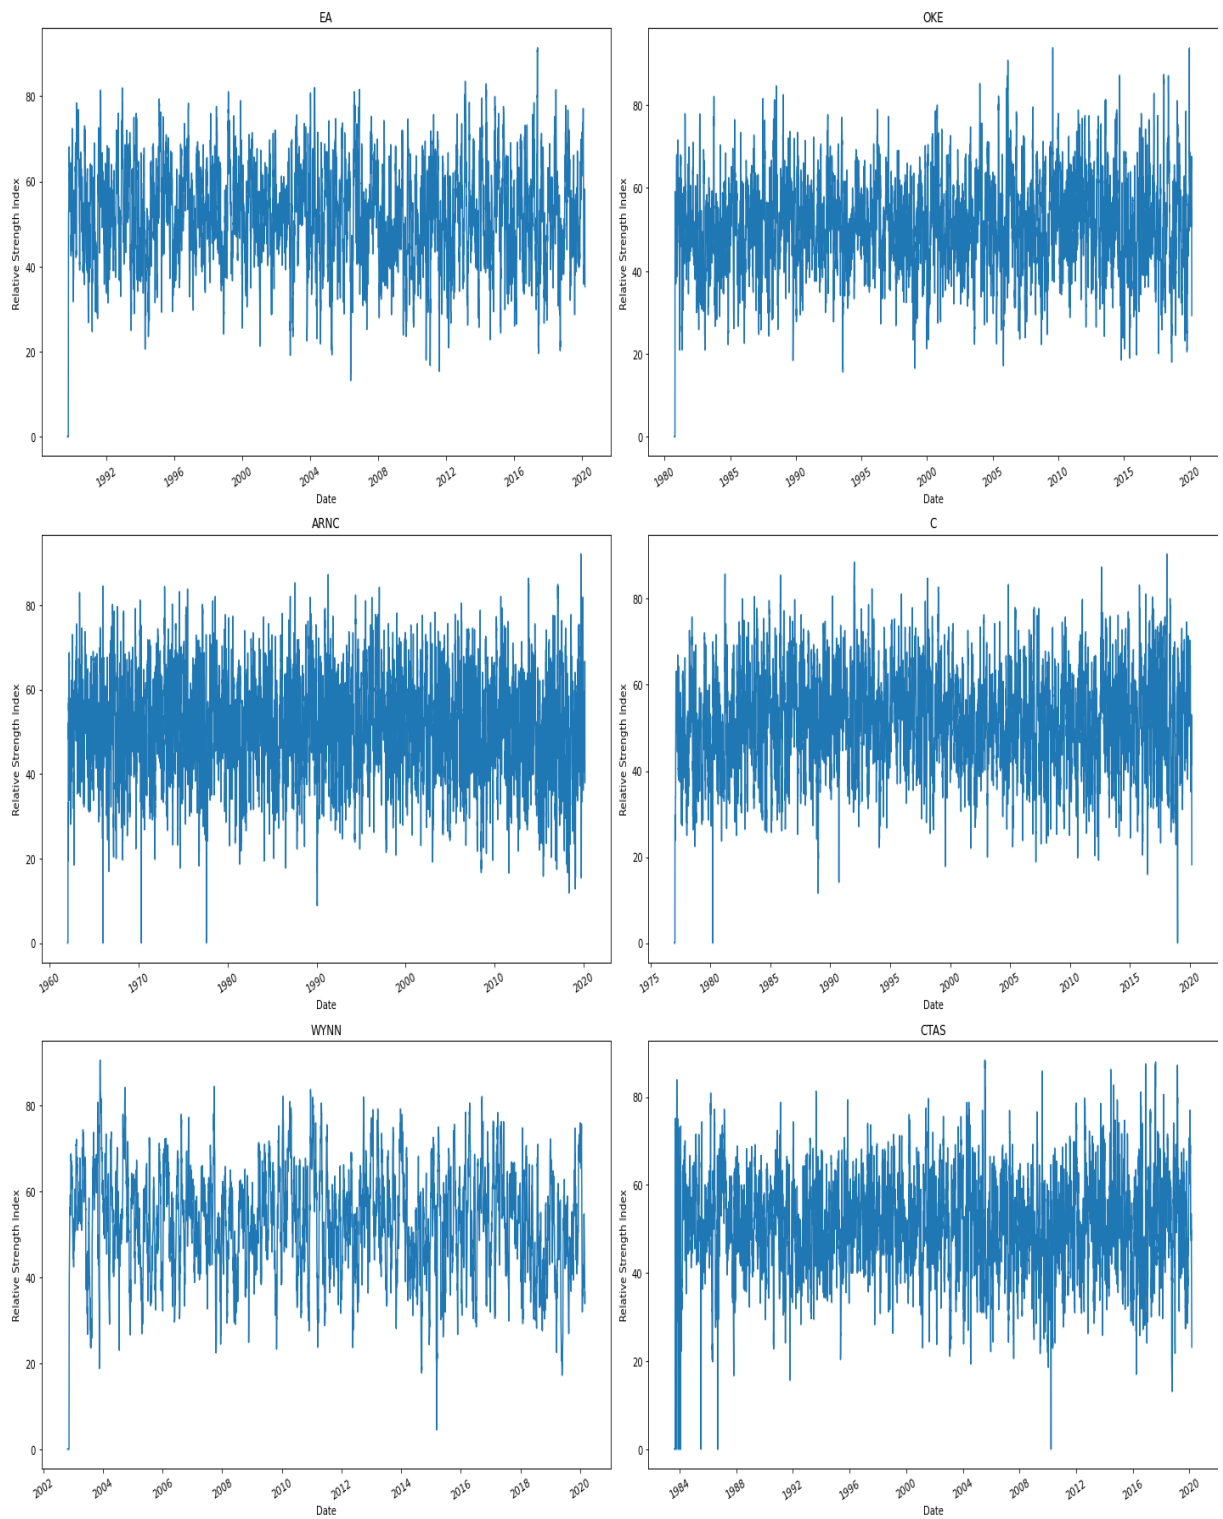 EA
Relative Strength Index
80
60
40
20
0
1992 1996 2000 2004 2008 2012 2016 2020
Date
OKE
Relative Strength Index
80
60
40
20
0
1980 1985 1990 1995 2000 2005 2010 2015 2020
Date
ARNC
Relative Strength Index
80
60
40
20
0
1960 1970 1980 1990 2000 2010 2020
Date
C
Relative Strength Index
80
60
40
20
0
1975 1980 1985 1990 1995 2000 2005 2010 2015 2020
Date
WYNN
Relative Strength Index
80
60
40
20
0
2002 2004 2006 2008 2010 2012 2014 2016 2018 2020
Date
CTAS
Relative Strength Index
80
60
40
20
0
1984 1988 1992 1996 2000 2004 2008 2012 2016 2020
Date